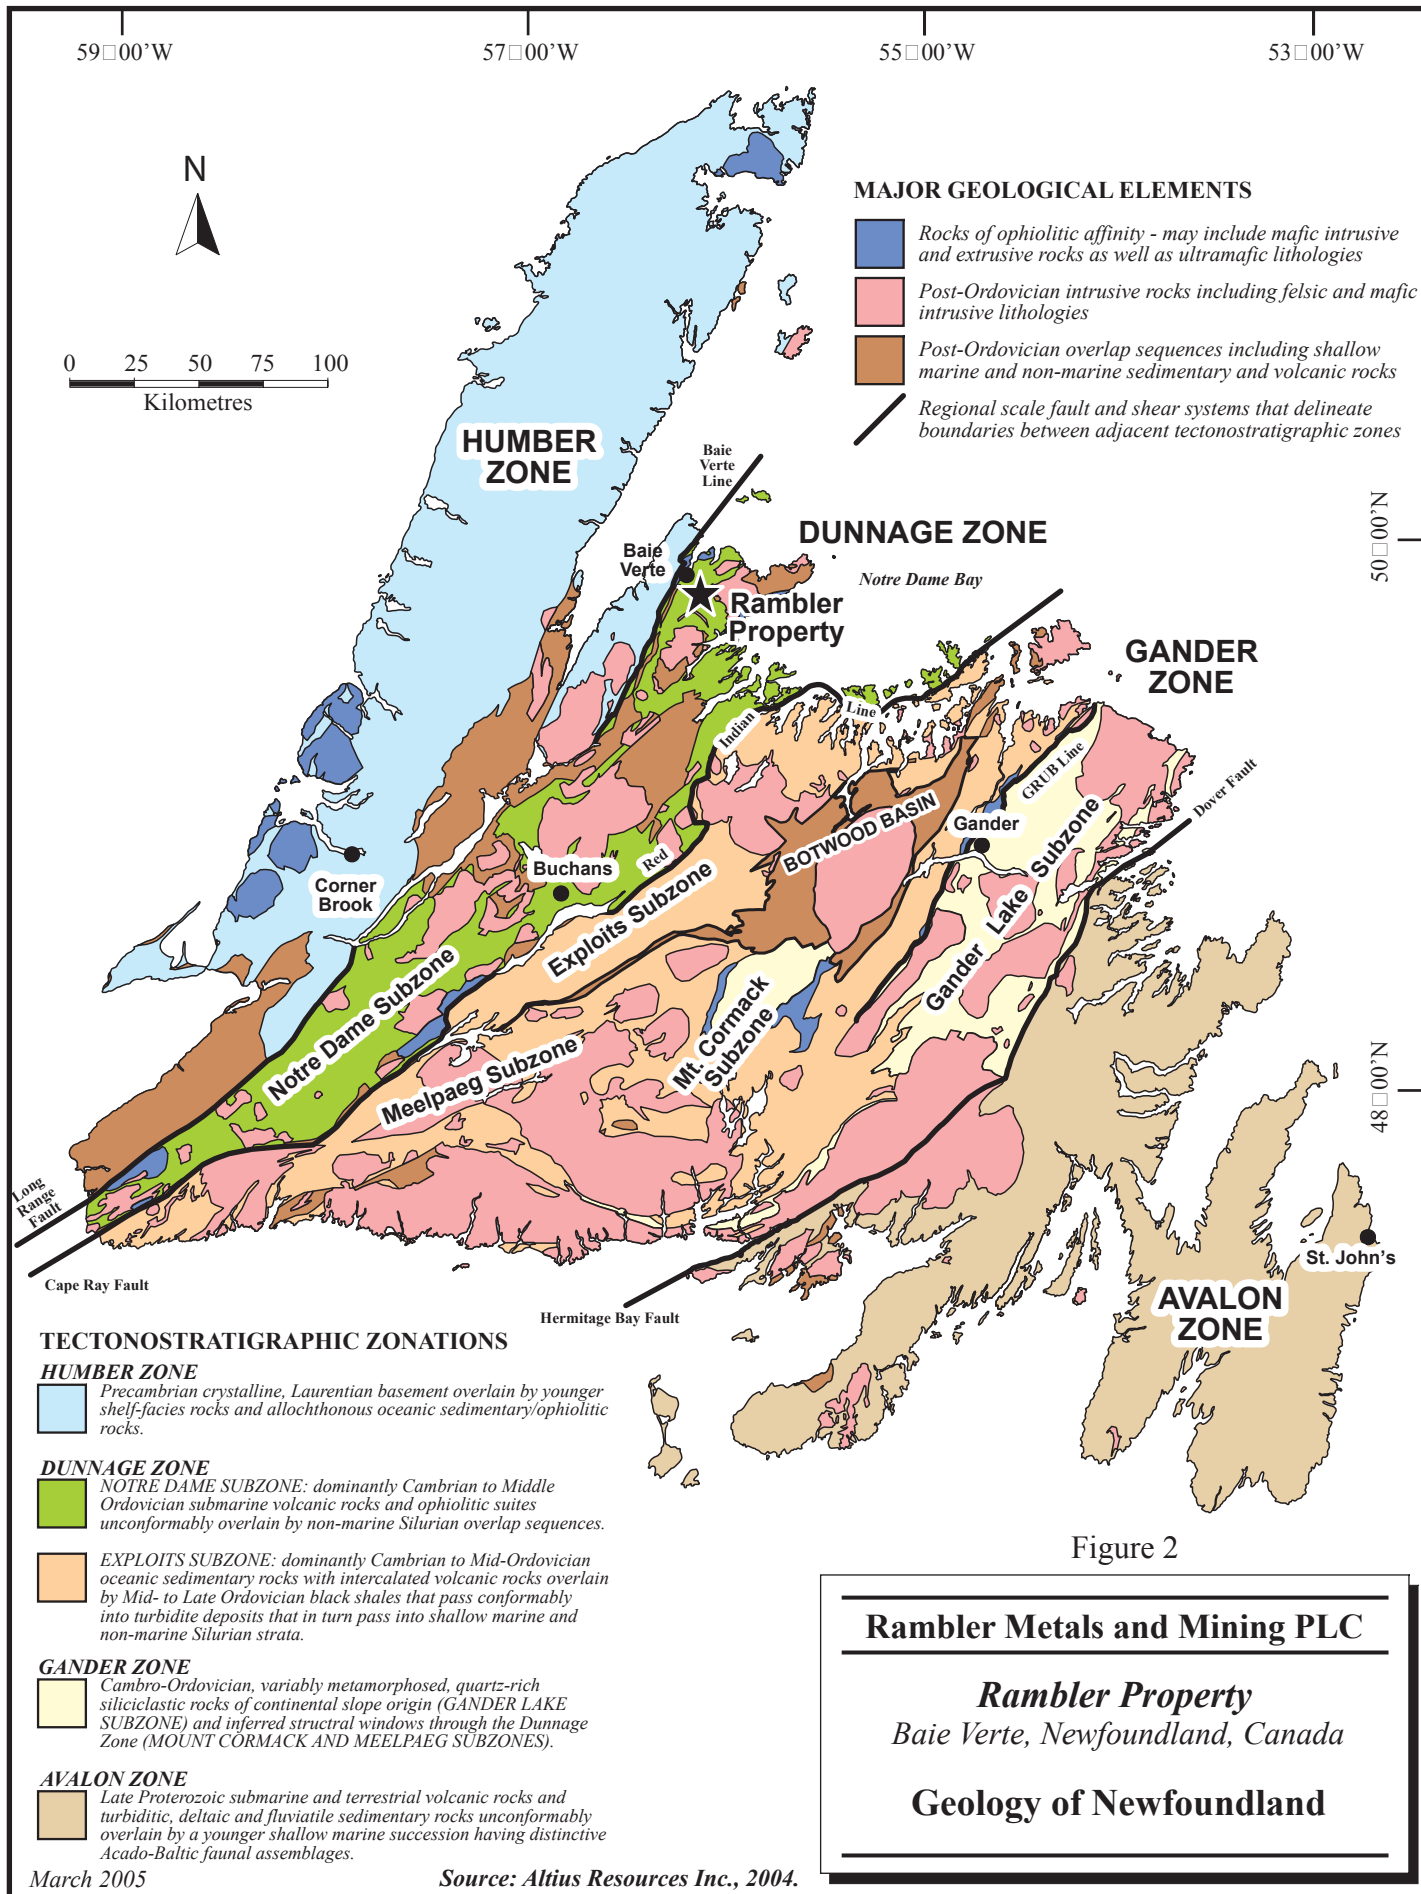 59□00'W 57□00'W 55□00'W 53□00'W
N
MAJOR GEOLOGICAL ELEMENTS
Rocks of ophiolitic affinity - may include mafic intrusive
and extrusive rocks as well as ultramafic lithologies
Post-Ordovician intrusive rocks including felsic and mafic
intrusive lithologies
Post-Ordovician overlap sequences including shallow
marine and non-marine sedimentary and volcanic rocks
Regional scale fault and shear systems that delineate
boundaries between adjacent tectonostratigraphic zones
0 25 50 75 100
Kilometres
HUMBER
ZONE
Baie
Verte
Line
50□00'N
DUNNAGE ZONE
Baie
Verte
Notre Dame Bay
Rambler
Property
GANDER
ZONE
Indian
Line
GRUB Line
Dover Fault
BOTWOOD BASIN
Gander
Gander Lake Subzone
Red
Buchans
Corner
Brook
Exploits Subzone
Notre Dame Subzone
Mt. Cormack
Subzone
Meelpaeg Subzone
48□00'N
Long
Range
Fault
Cape Ray Fault
Hermitage Bay Fault
St. John's
AVALON
ZONE
TECTONOSTRATIGRAPHIC ZONATIONS
HUMBER ZONE
Precambrian crystalline, Laurentian basement overlain by younger
shelf-facies rocks and allochthonous oceanic sedimentary/ophiolitic
rocks.
DUNNAGE ZONE
NOTRE DAME SUBZONE: dominantly Cambrian to Middle
Ordovician submarine volcanic rocks and ophiolitic suites
unconformably overlain by non-marine Silurian overlap sequences.
EXPLOITS SUBZONE: dominantly Cambrian to Mid-Ordovician
oceanic sedimentary rocks with intercalated volcanic rocks overlain
by Mid- to Late Ordovician black shales that pass conformably
into turbidite deposits that in turn pass into shallow marine and
non-marine Silurian strata.
GANDER ZONE
Cambro-Ordovician, variably metamorphosed, quartz-rich
siliciclastic rocks of continental slope origin (GANDER LAKE
SUBZONE) and inferred structral windows through the Dunnage
Zone (MOUNT CORMACK AND MEELPAEG SUBZONES).
AVALON ZONE
Late Proterozoic submarine and terrestrial volcanic rocks and
turbiditic, deltaic and fluviatile sedimentary rocks unconformably
overlain by a younger shallow marine succession having distinctive
Acado-Baltic faunal assemblages.
March 2005
Source: Altius Resources Inc., 2004.
Figure 2
Rambler Metals and Mining PLC
Rambler Property
Baie Verte, Newfoundland, Canada
Geology of Newfoundland